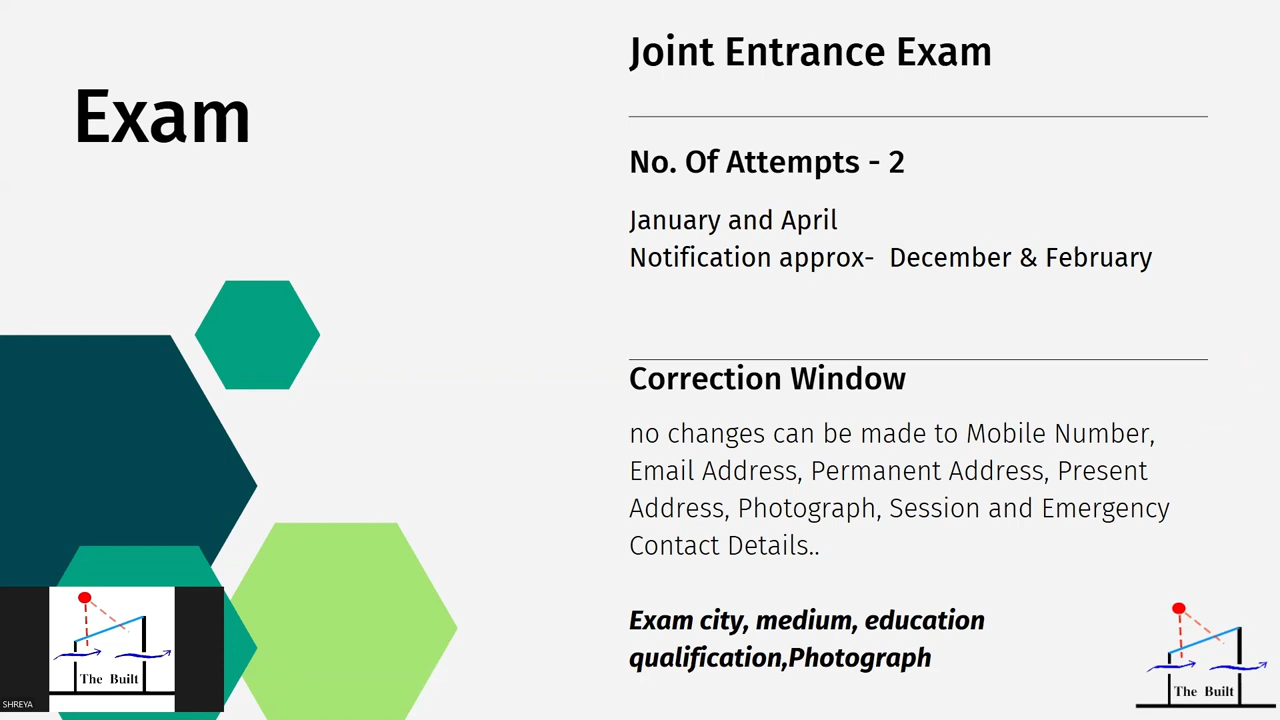 Exam
Joint Entrance Exam
No. Of Attempts - 2
January and April
Notification approx-  December & February
Correction Window
no changes can be made to Mobile Number,
Email Address, Permanent Address, Present
Address, Photograph, Session and Emergency
Contact Details..
Exam city, medium, education
qualification,Photograph
The Built
SHREYA
The Built